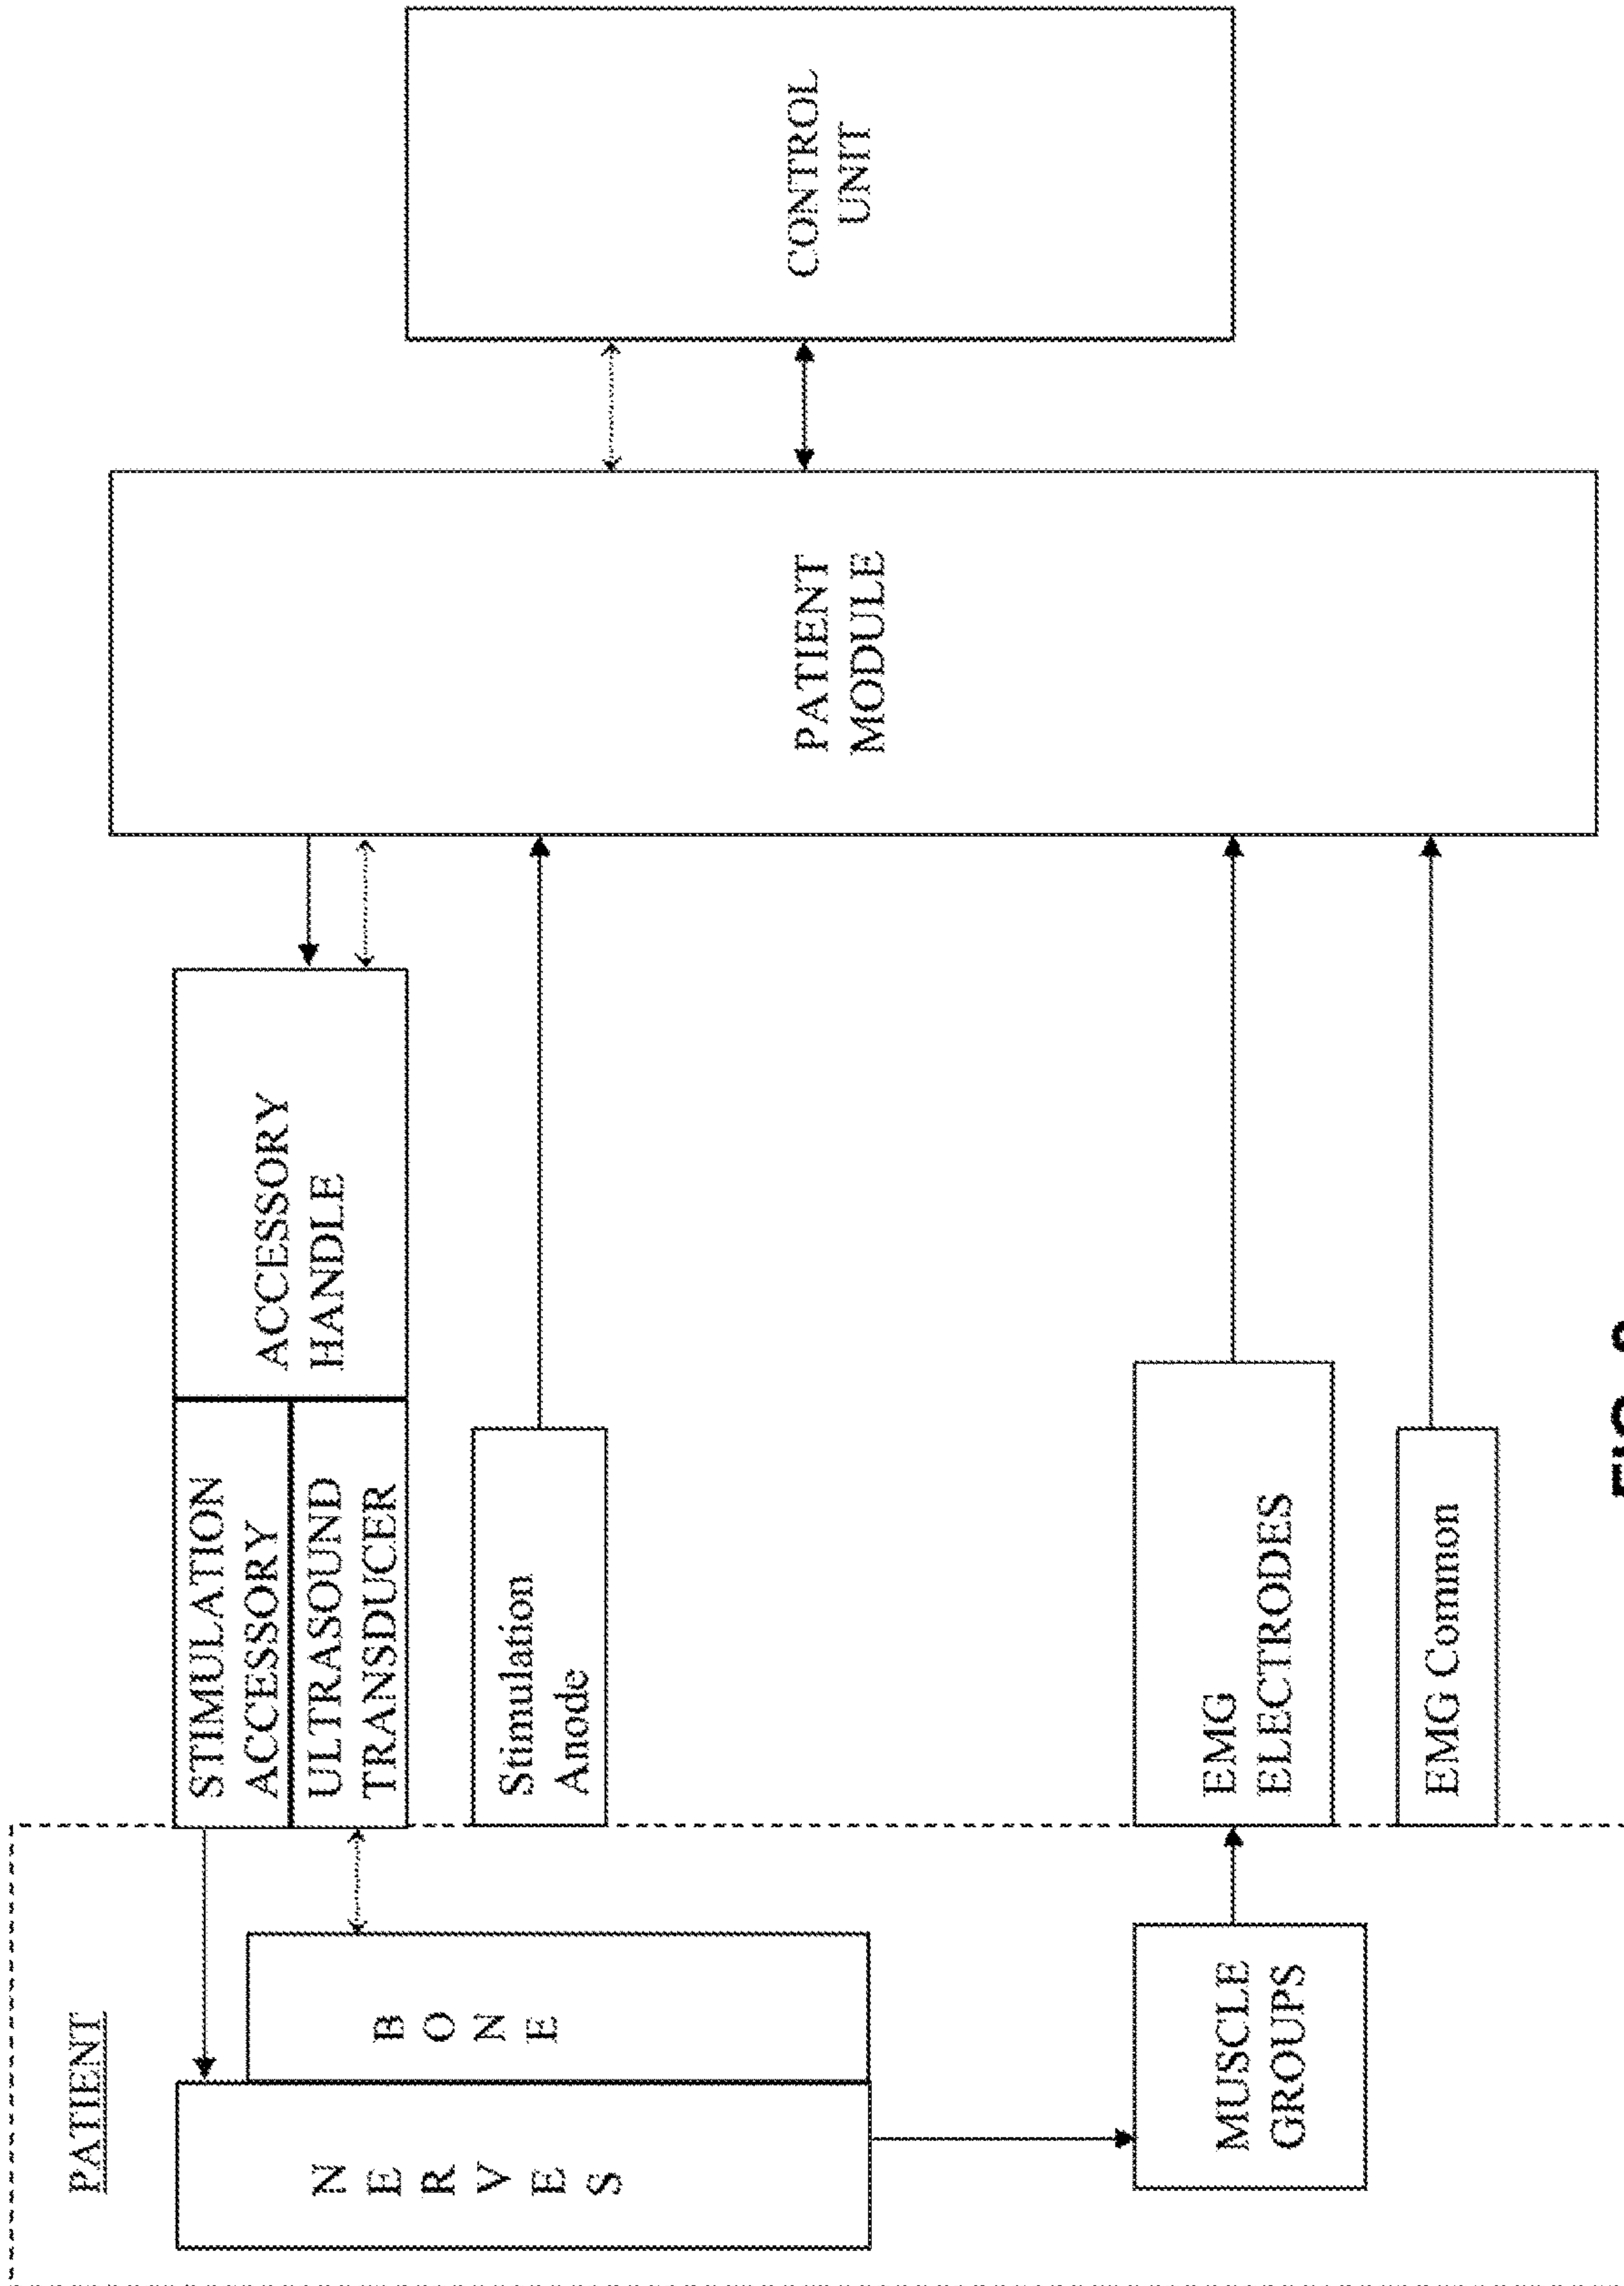 PATIENT
N
E
R
V
E
S
B
O
N
E
STIMULATION
ACCESSORY
ULTRASOUND
TRANSDUCER
ACCESSORY
HANDLE
Stimulation
Anode
PATIENT
MODULE
CONTROL
UNIT
MUSCLE
GROUPS
EMG
ELECTRODES
EMG Common
FIG.